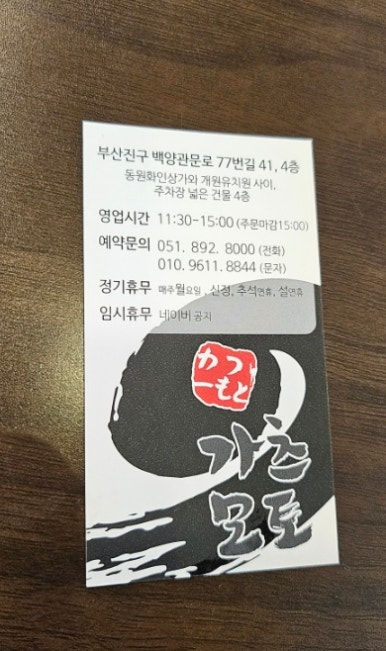 부산진구 백양관문로 77번길 41, 4층
동원화인상가와 개원유치원 사이,
주차장 넓은 건물 4층
영업시간 11:30-15:00 (주문마감15:00)
예약문의 051. 892. 8000 (전화)
010. 9611. 8844 (문자)
정기휴무 매주월요일, 신정, 추석연휴, 설연휴
임시휴무 네이버 공지
カツ
もと
가츠
모토